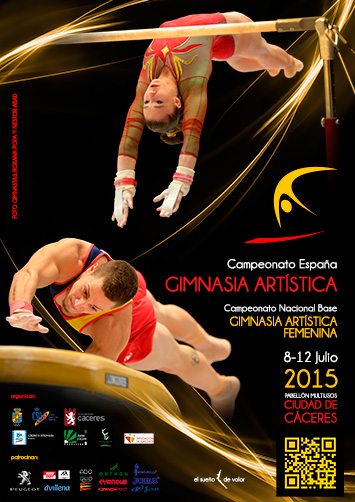 Campeonato España
GIMNASIA ARTÍSTICA
Campeonato Nacional Base
GIMNASIA ARTÍSTICA
FEMENINA
8-12 Julio
2015
PABELLÓN MULTIUSOS
CIUDAD DE
CÁCERES
organizan:
cáceres
patrocinan:
PEUGEOT
dvillena
el sueño de volar